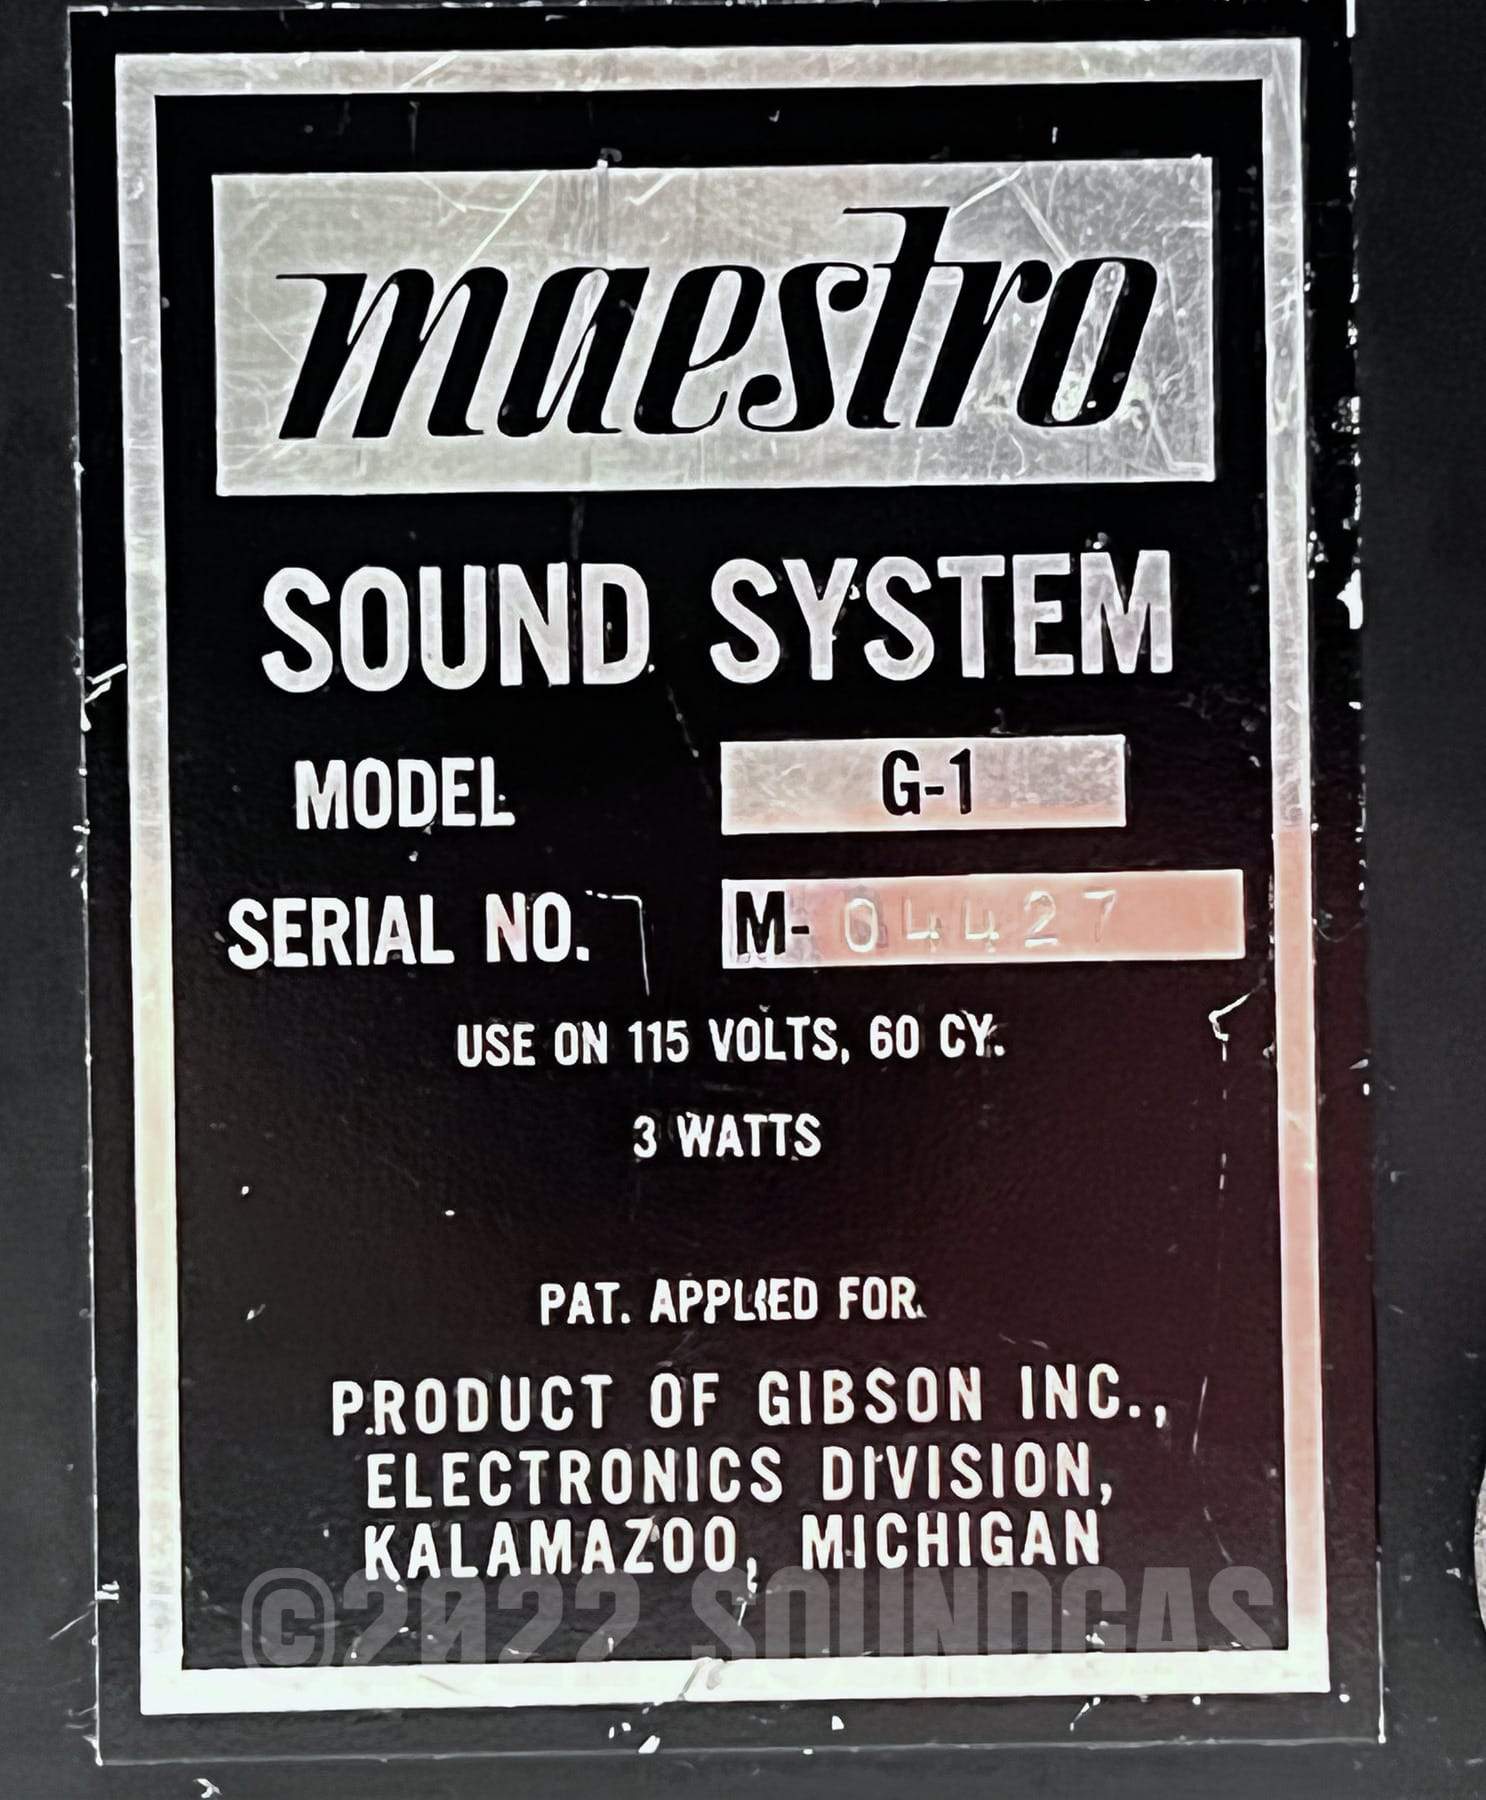 maestro
SOUND SYSTEM
MODEL G-1
SERIAL NO. M- 04427
USE ON 115 VOLTS, 60 CY.
3 WATTS
PAT. APPLIED FOR.
PRODUCT OF GIBSON INC.,
ELECTRONICS DIVISION,
KALAMAZOO, MICHIGAN
©2022 SOUNDGAS